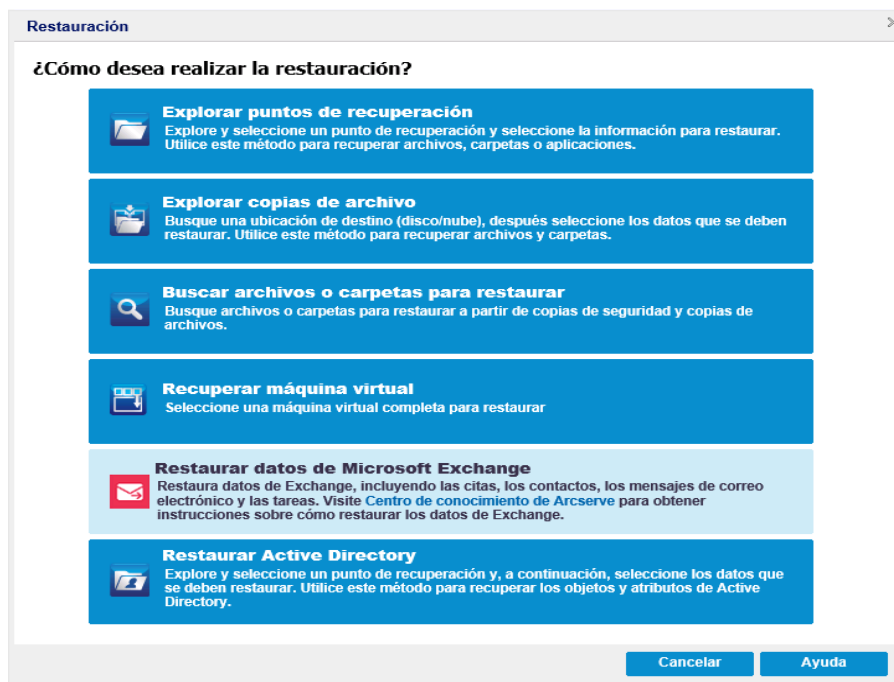 Restauración
¿Cómo desea realizar la restauración?
Explorar puntos de recuperación
Explore y seleccione un punto de recuperación y seleccione la información para restaurar.
Utilice este método para recuperar archivos, carpetas o aplicaciones.
Explorar copias de archivo
Busque una ubicación de destino (disco/nube), después seleccione los datos que se deben
restaurar. Utilice este método para recuperar archivos y carpetas.
Buscar archivos o carpetas para restaurar
Busque archivos o carpetas para restaurar a partir de copias de seguridad y copias de
archivos.
Recuperar máquina virtual
Seleccione una máquina virtual completa para restaurar
Restaurar datos de Microsoft Exchange
Restaura datos de Exchange, incluyendo las citas, los contactos, los mensajes de correo
electrónico y las tareas. Visite Centro de conocimiento de Arcserve para obtener
instrucciones sobre cómo restaurar los datos de Exchange.
Restaurar Active Directory
Explore y seleccione un punto de recuperación y, a continuación, seleccione los datos que
se deben restaurar. Utilice este método para recuperar los objetos y atributos de Active
Directory.
Cancelar
Ayuda